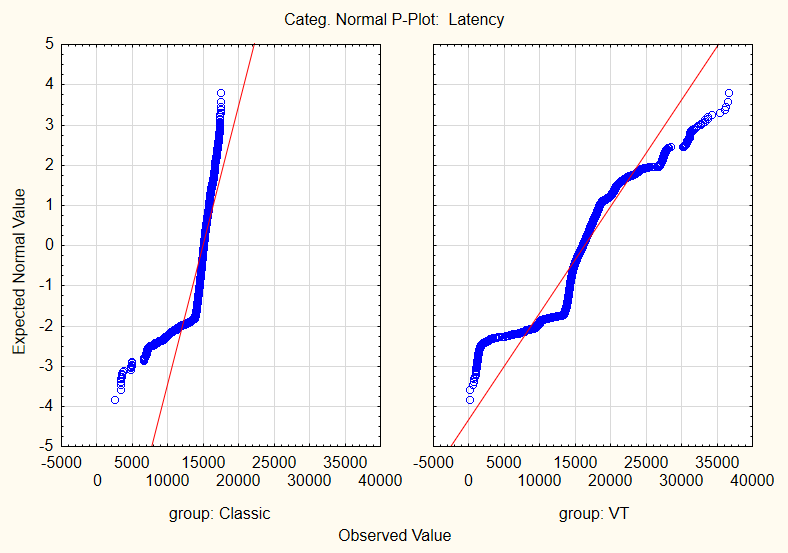 Categ. Normal P-Plot:  Latency
Expected Normal Value
5
4
3
2
1
0
-1
-2
-3
-4
-5
-5000 5000 15000 25000 35000
0 10000 20000 30000 40000
group: Classic
-5000 5000 15000 25000 35000
0 10000 20000 30000 40000
group: VT
Observed Value